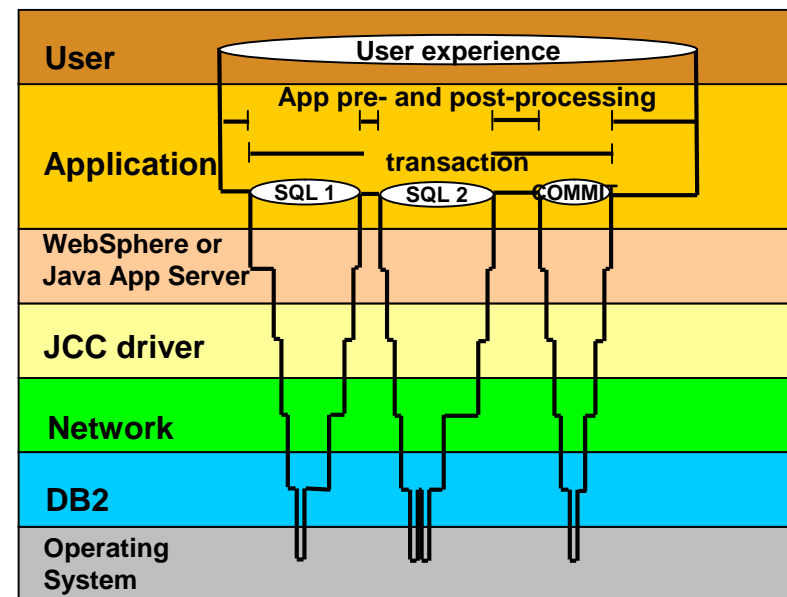 User
User experience
App pre- and post-processing
Application
transaction
SQL 1
SQL 2
COMMIT
WebSphere or
Java App Server
JCC driver
Network
DB2
Operating
System